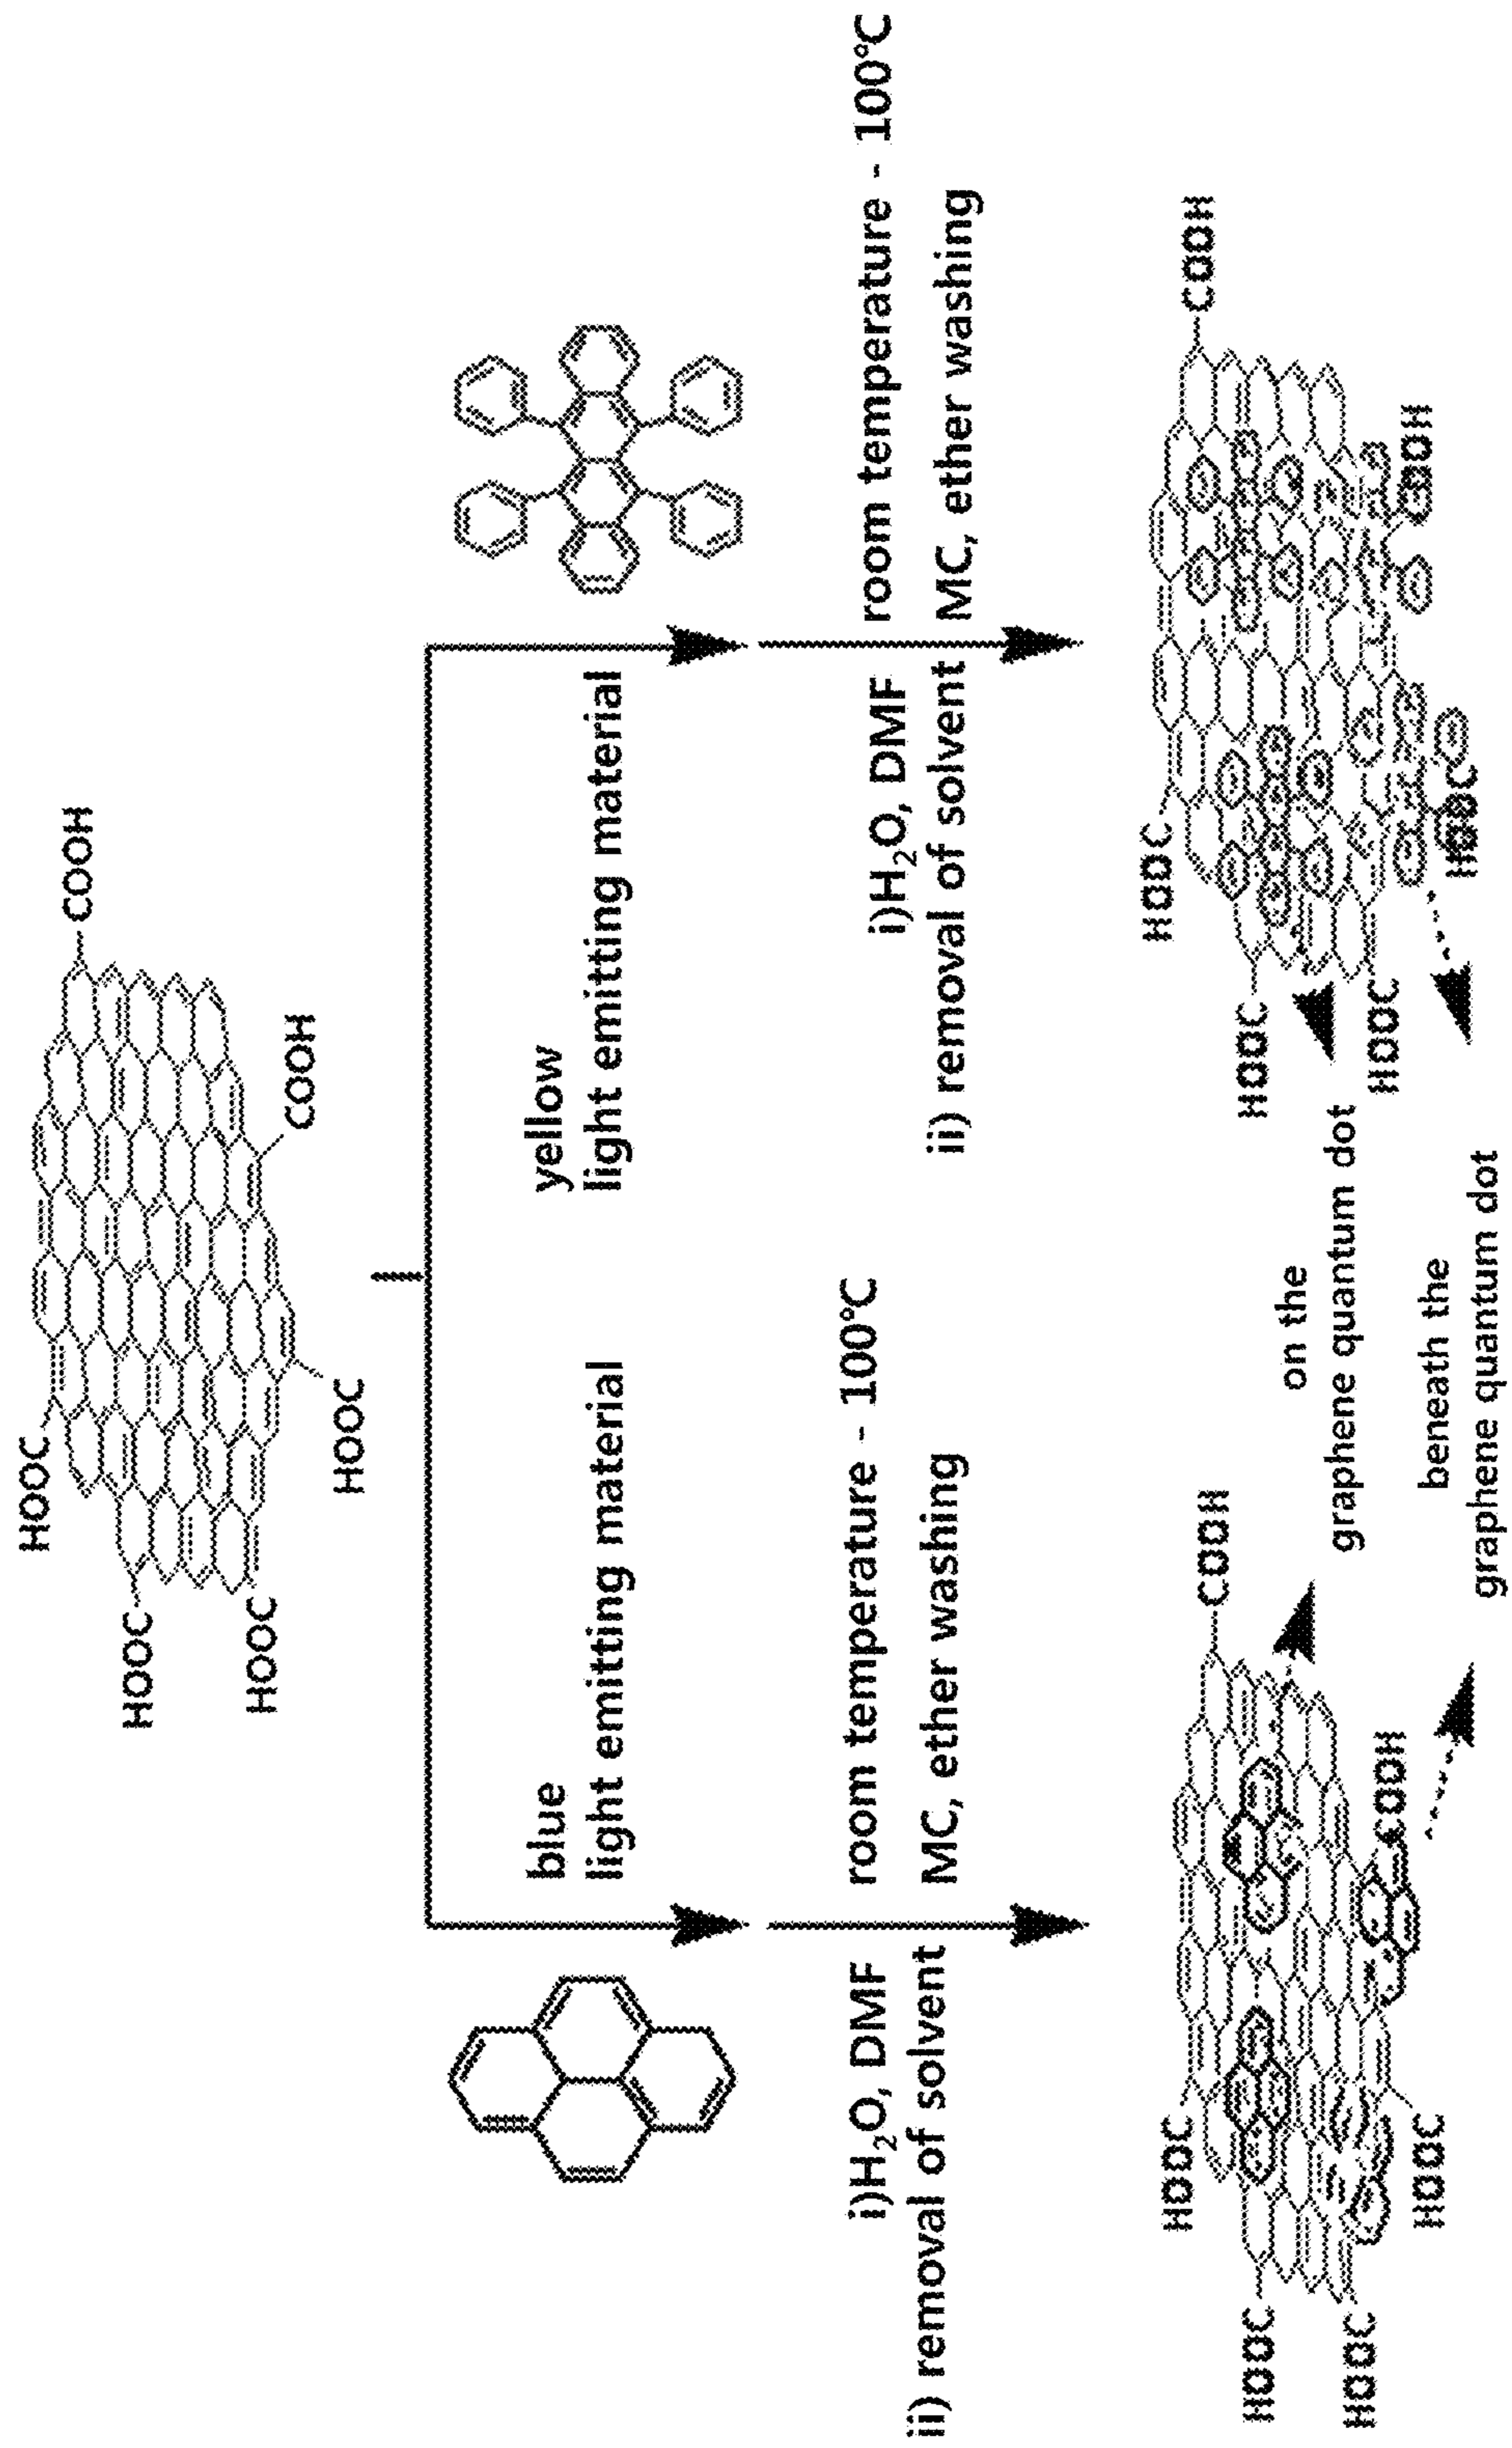 HOOC
COOH
HOOC
HOOC
HOOC
COOH
blue
light emitting material
yellow
light emitting material
i)H₂O, DMF
room temperature - 100°C
ii) removal of solvent
MC, ether washing
i)H₂O, DMF
room temperature - 100°C
ii) removal of solvent
MC, ether washing
HOOC
COOH
HOOC
HOOC
HOOC
COOH
on the
graphene quantum dot
beneath the
graphene quantum dot
HOOC
COOH
HOOC
HOOC
HOOC
COOH